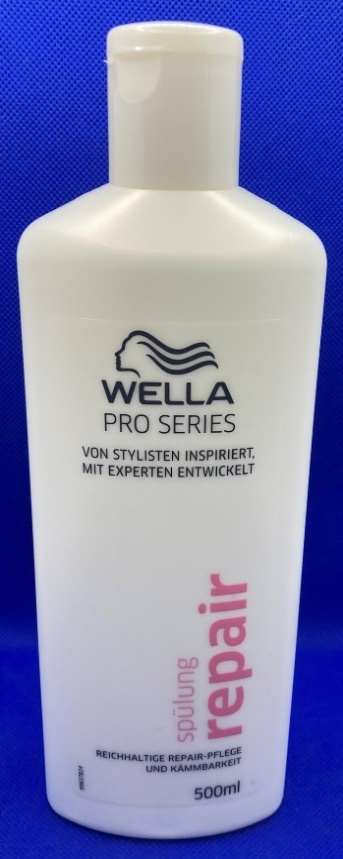 WELLA
PRO SERIES
VON STYLISTEN INSPIRIERT,
MIT EXPERTEN ENTWICKELT
spülung
repair
REICHHALTIGE REPAIR-PFLEGE
UND KÄMMBARKEIT
500ml